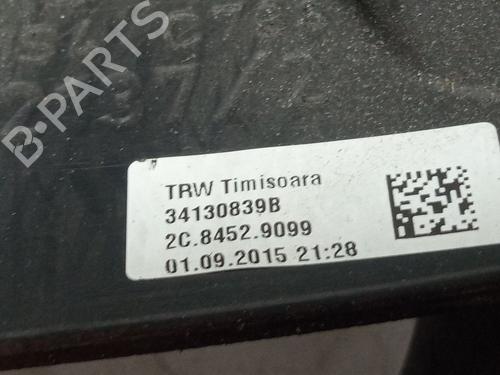 B-PARTS
TRW Timisoara
34130839B
2C.8452.9099
01.09.2015 21:28